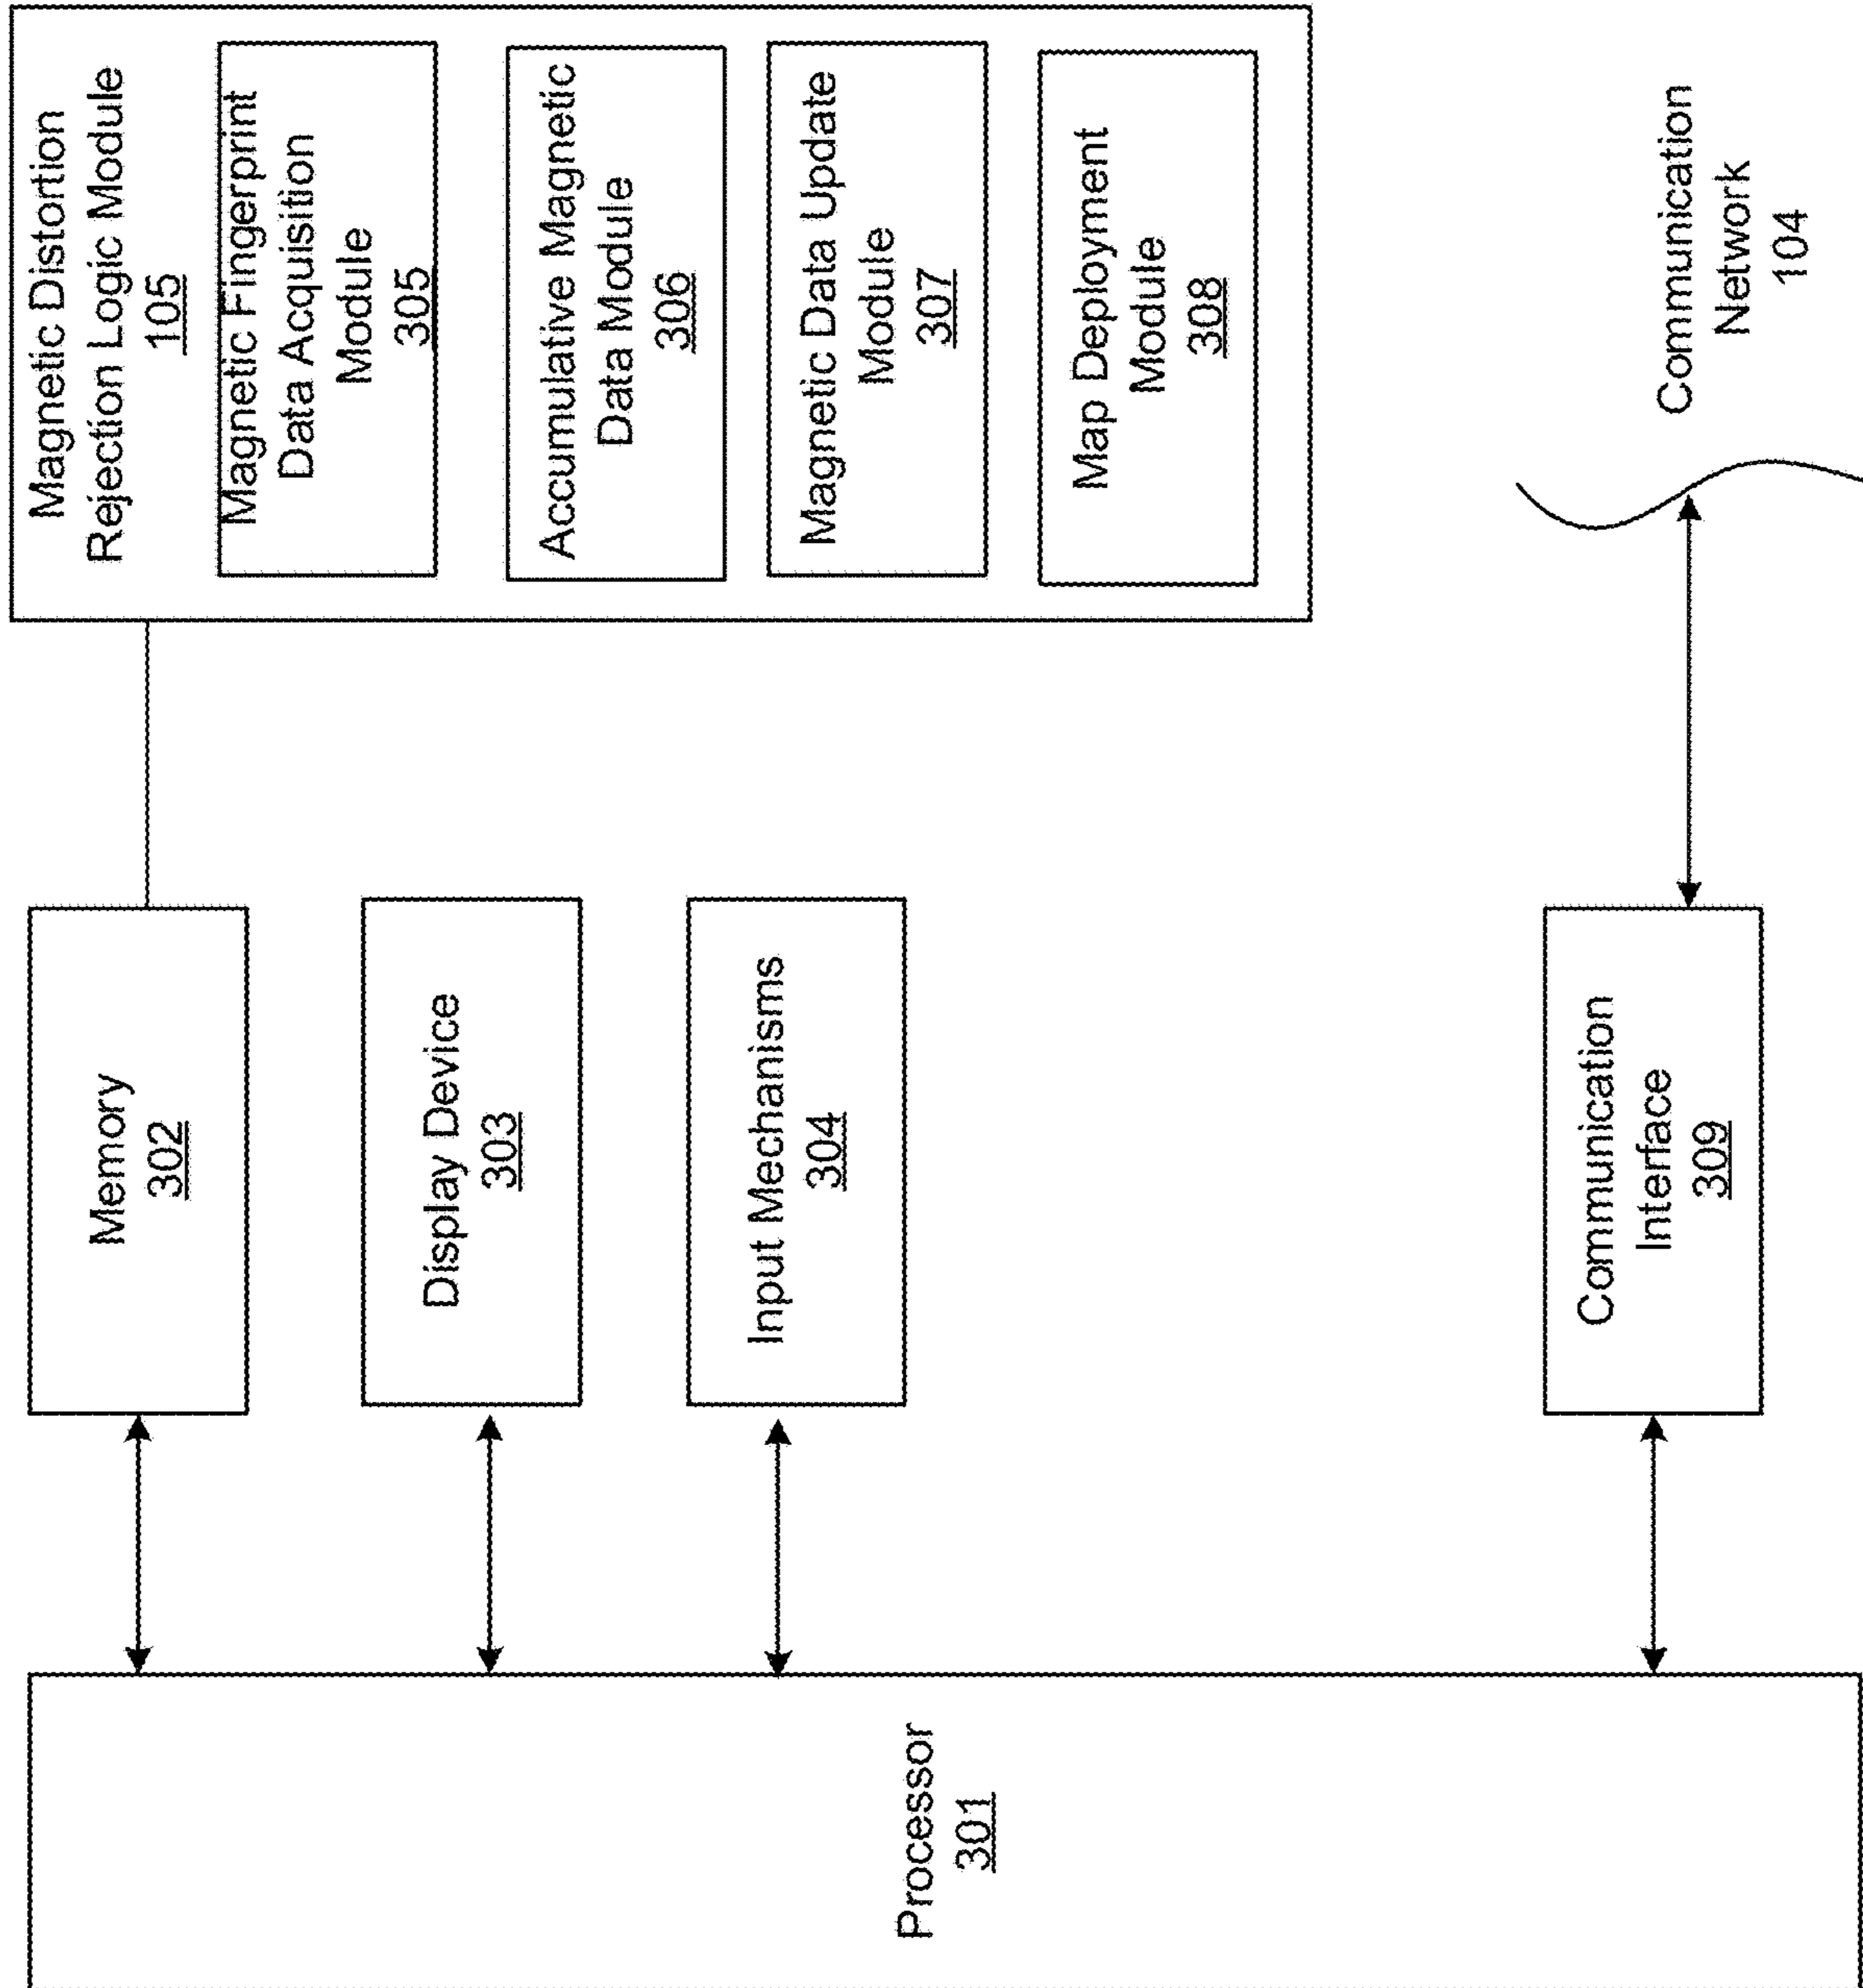 Processor
301
Memory
302
Display Device
303
Input Mechanisms
304
Communication
Interface
309
Magnetic Distortion
Rejection Logic Module
105
Magnetic Fingerprint
Data Acquisition
Module
305
Accumulative Magnetic
Data Module
306
Magnetic Data Update
Module
307
Map Deployment
Module
308
Communication
Network
104